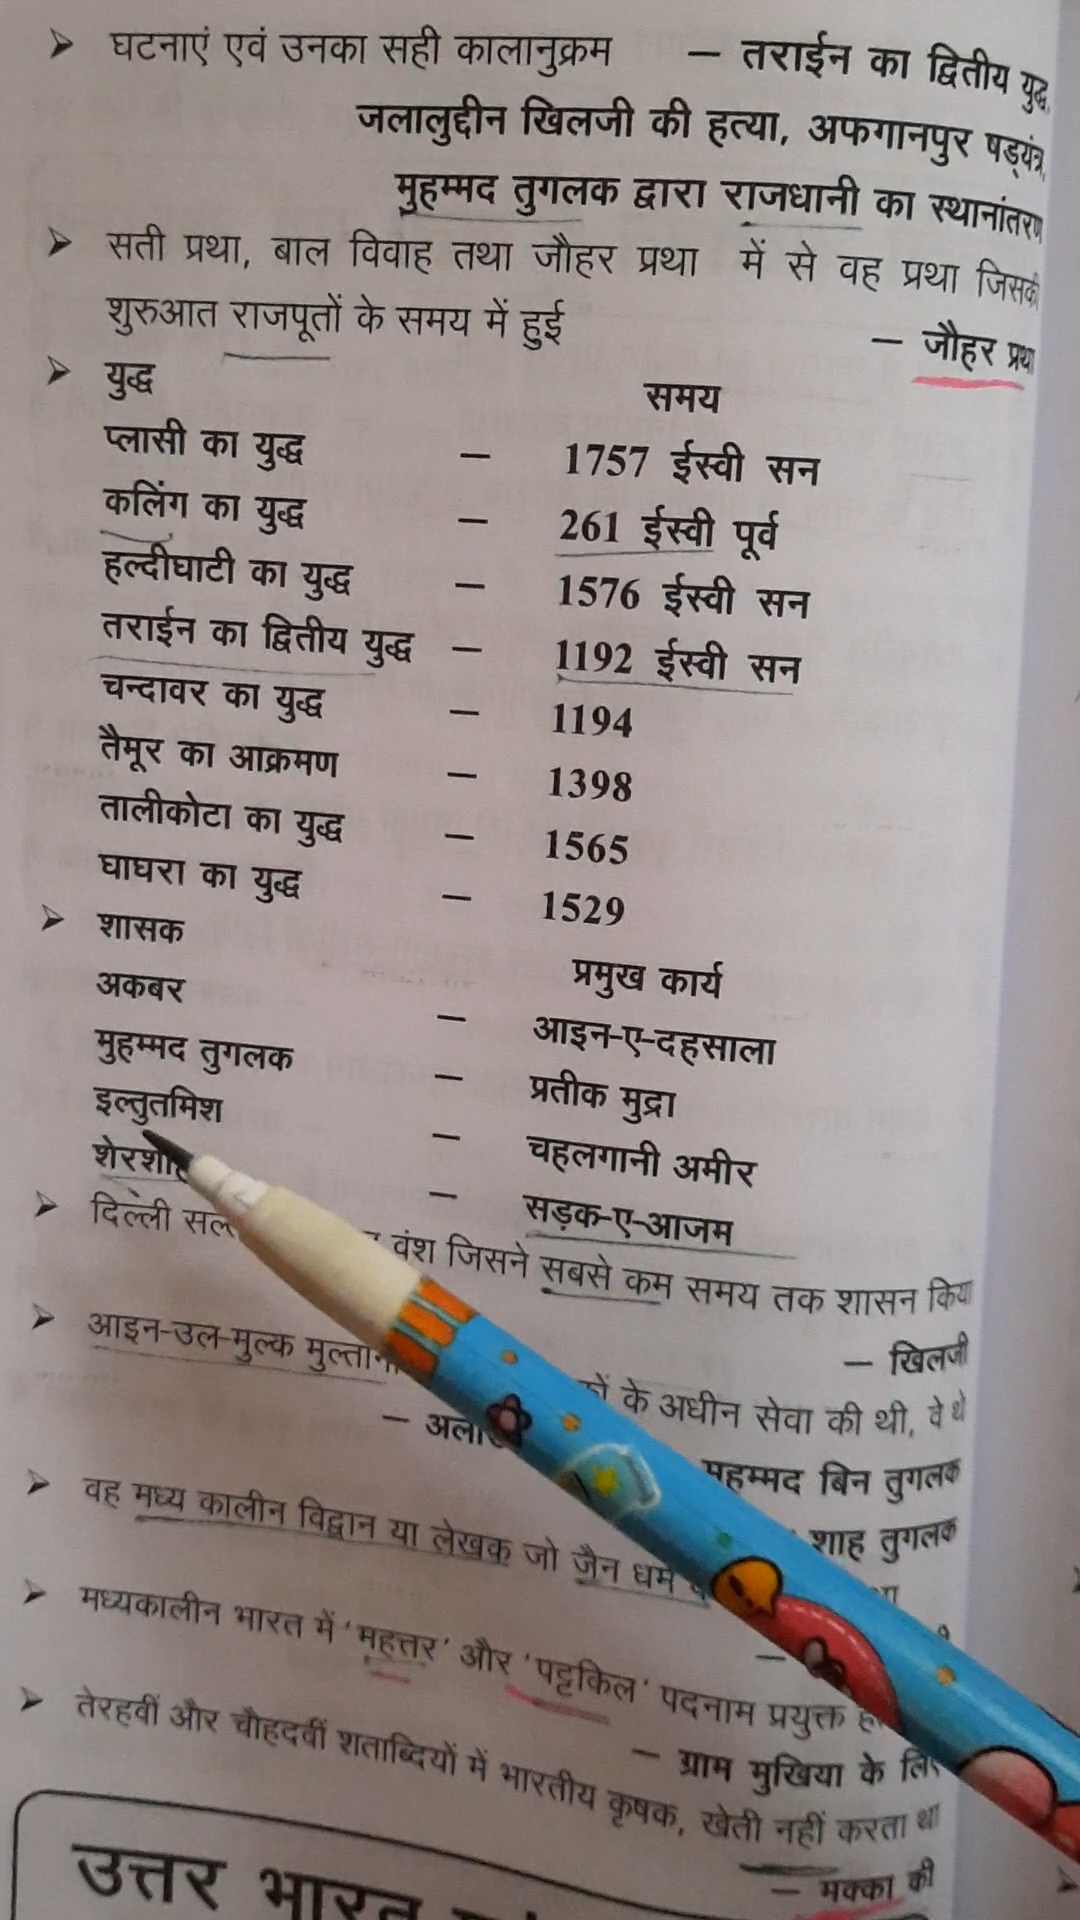 ➤ घटनाएं एवं उनका सही कालानुक्रम – तराईन का द्वितीय युद्ध,
जलालुद्दीन खिलजी की हत्या, अफगानपुर षड्यंत्र,
मुहम्मद तुगलक द्वारा राजधानी का स्थानांतरण
➤ सती प्रथा, बाल विवाह तथा जौहर प्रथा में से वह प्रथा जिसकी
शुरुआत राजपूतों के समय में हुई – जौहर प्रथा
➤ युद्ध समय
प्लासी का युद्ध – 1757 ईस्वी सन
कलिंग का युद्ध – 261 ईस्वी पूर्व
हल्दीघाटी का युद्ध – 1576 ईस्वी सन
तराईन का द्वितीय युद्ध – 1192 ईस्वी सन
चन्दावर का युद्ध – 1194
तैमूर का आक्रमण – 1398
तालीकोटा का युद्ध – 1565
घाघरा का युद्ध – 1529
➤ शासक प्रमुख कार्य
अकबर – आइन-ए-दहसाला
मुहम्मद तुगलक – प्रतीक मुद्रा
इल्तुतमिश – चहलगानी अमीर
शेरशाह – सड़क-ए-आजम
➤ दिल्ली वंश जिसने सबसे कम समय तक शासन किया
– खिलजी
➤ आइन-उल-मुल्क मुल्तानी के अधीन सेवा की थी, वे थे
– मुहम्मद बिन तुगलक
शाह तुगलक
➤ वह मध्य कालीन विद्वान या लेखक जो जैन धर्म
–
➤ मध्यकालीन भारत में 'महत्तर' और 'पट्टकिल' पदनाम प्रयुक्त
– ग्राम मुखिया के लिए
➤ तेरहवीं और चौहदवीं शताब्दियों में भारतीय कृषक, खेती नहीं करता था
– मक्का की
उत्तर भारत